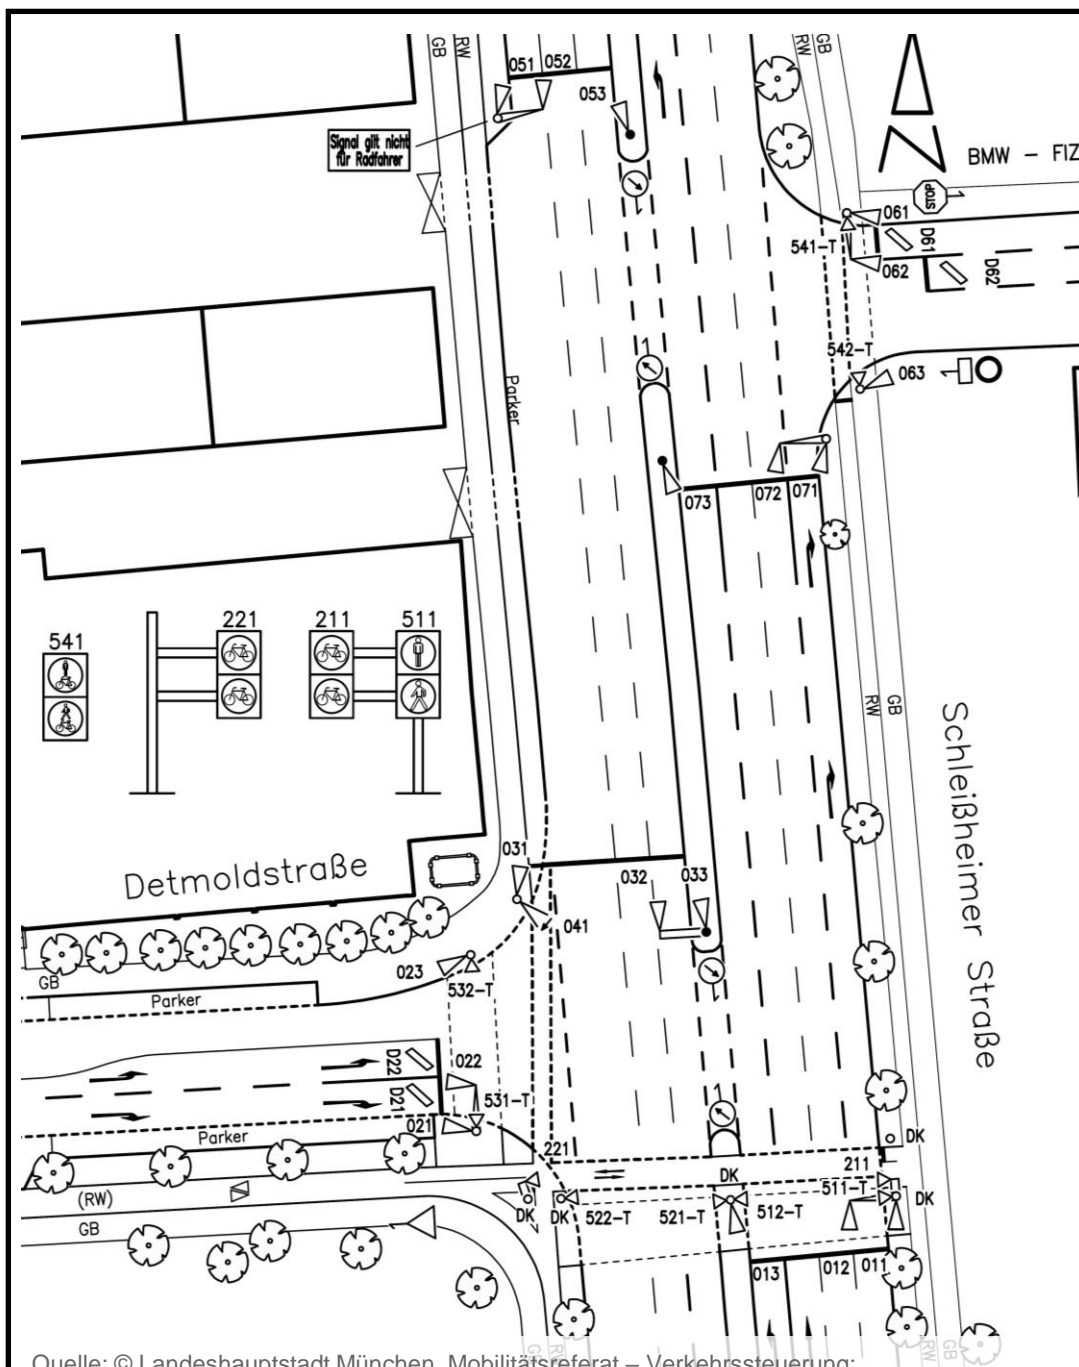 GB
RW
051
052
053
RW
GB
Signal gilt nicht
für Radfahrer
N
BMW - FIZ
STOP
061
541-T
D61
062
D62
542-T
063
Parker
073
072
071
541
221
211
511
RW
GB
Schleißheimer Straße
Detmoldstraße
031
032
033
041
023
532-T
GB
Parker
D22
022
D21
531-T
021
Parker
221
211
DK
(RW)
GB
DK
DK
522-T
521-T
DK
512-T
511-T
DK
013
012
011
RW
GB
Quelle: © Landeshauptstadt München, Mobilitätsreferat – Verkehrssteuerung;